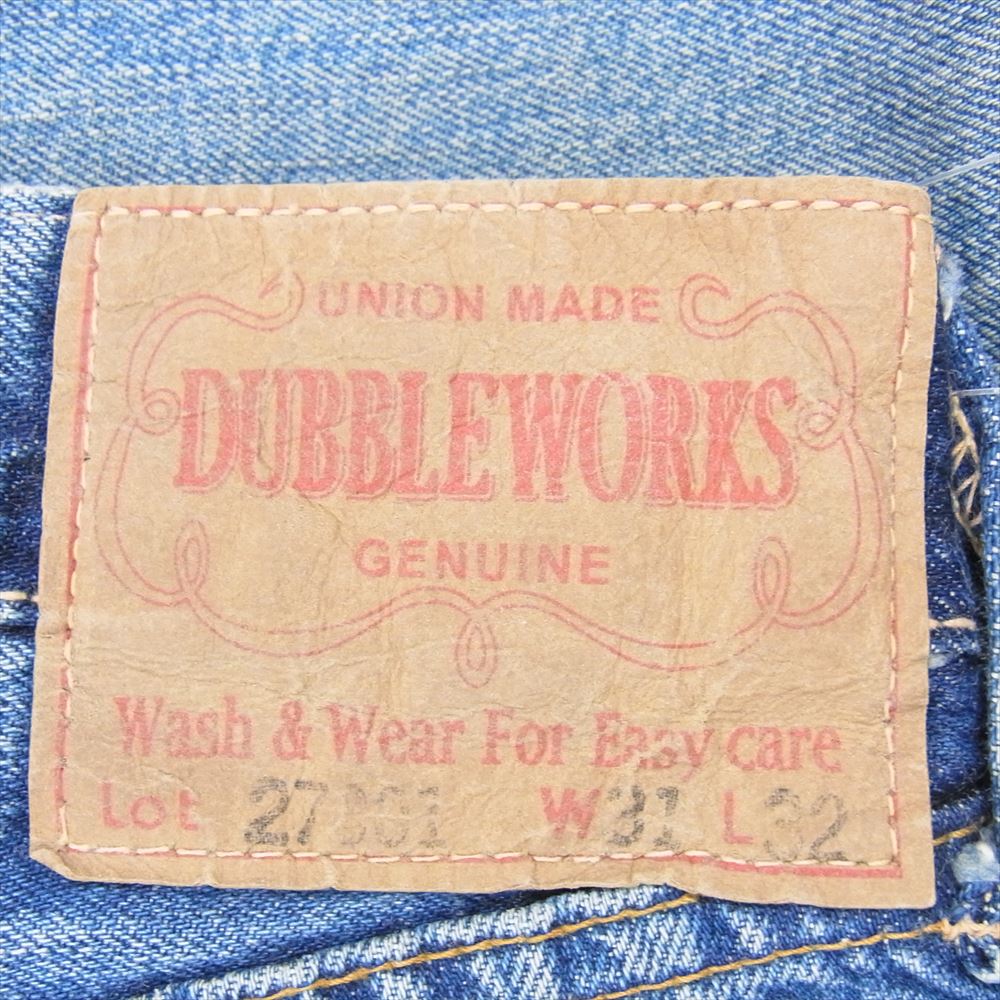 UNION MADE
DUBBLEWORKS
GENUINE
Wash & Wear For Easy care
Lot W31 L32